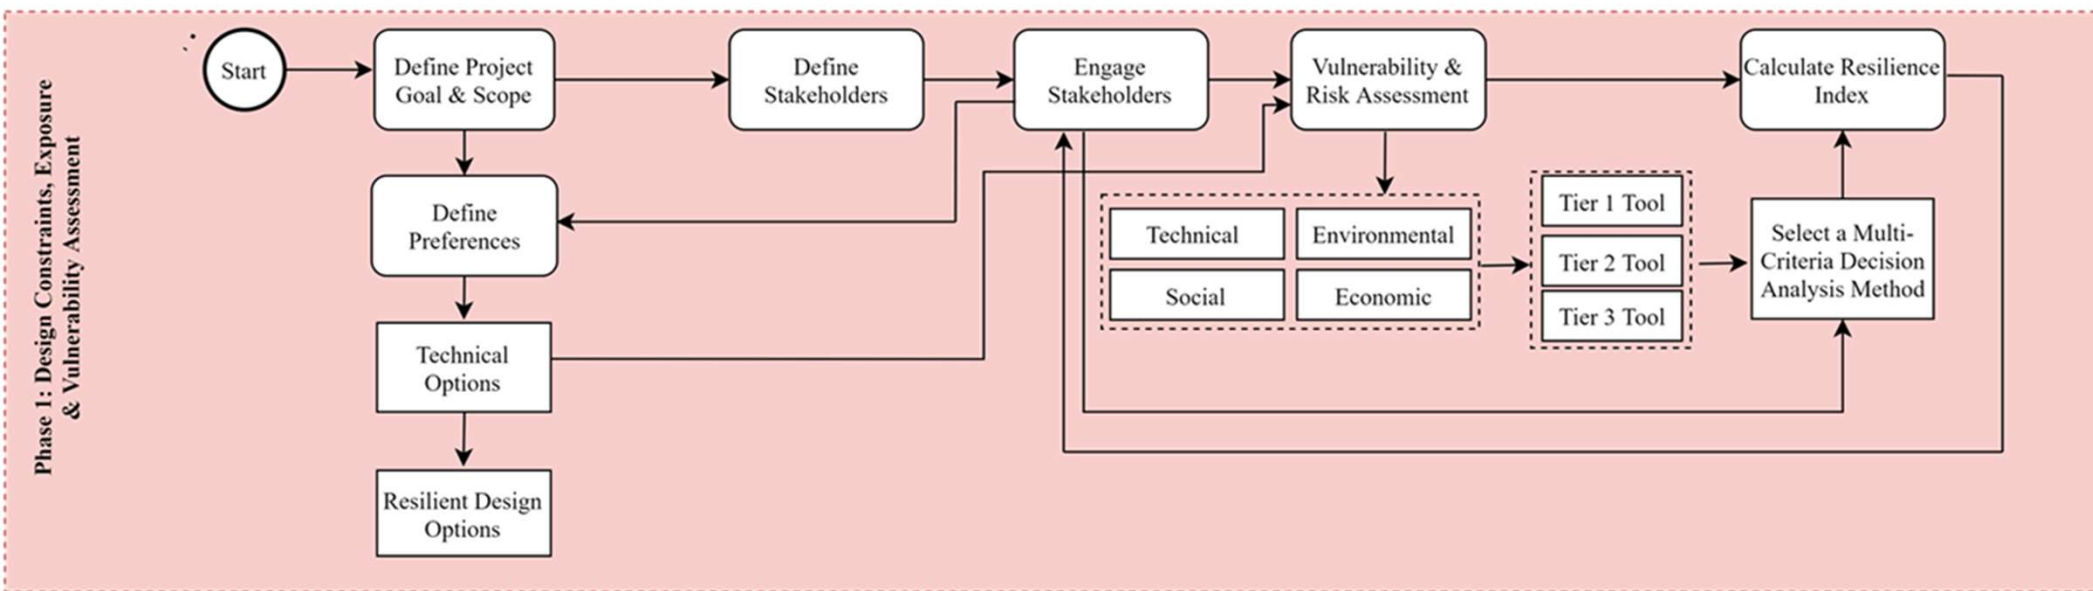 Phase 1: Design Constraints, Exposure
& Vulnerability Assessment
Start
Define Project
Goal & Scope
Define
Stakeholders
Engage
Stakeholders
Vulnerability &
Risk Assessment
Calculate Resilience
Index
Define
Preferences
Technical
Environmental
Social
Economic
Tier 1 Tool
Tier 2 Tool
Tier 3 Tool
Select a Multi-
Criteria Decision
Analysis Method
Technical
Options
Resilient Design
Options